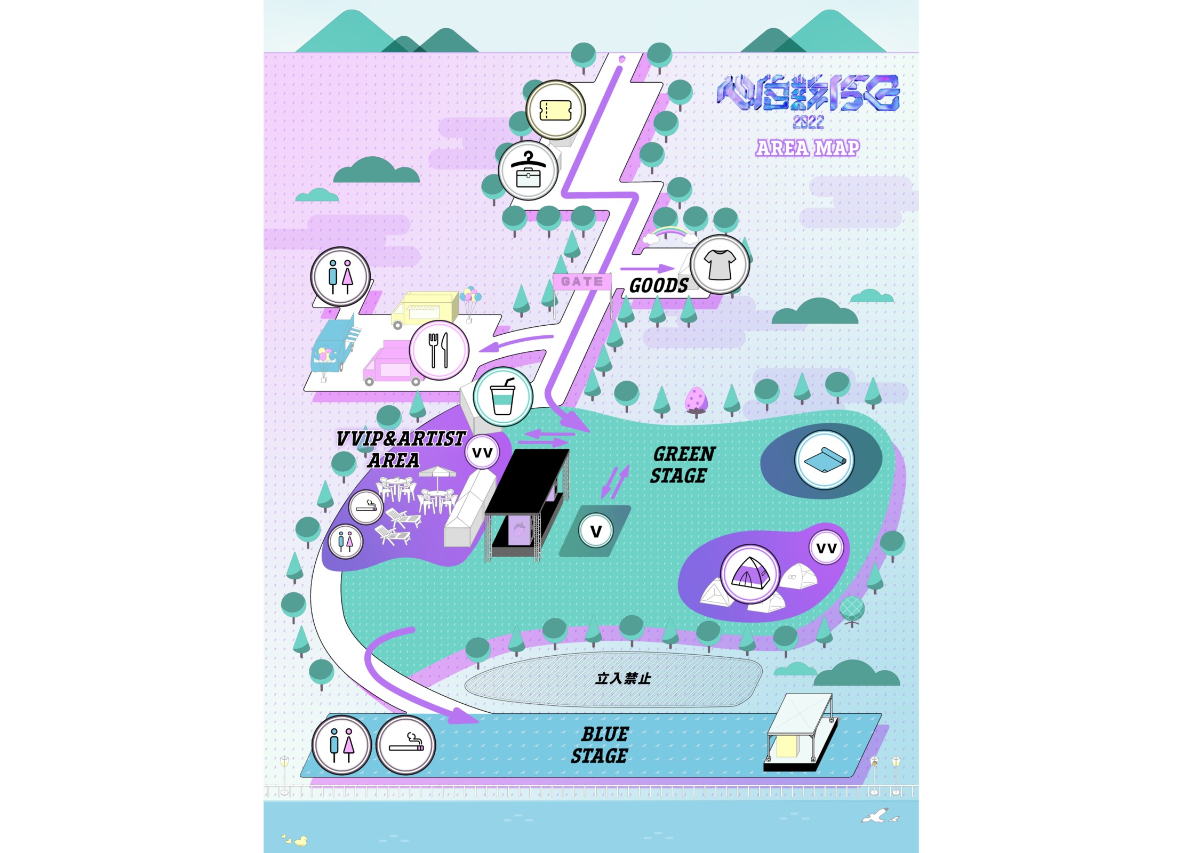 2022
AREA MAP
GATE
GOODS
VVIP&ARTIST
AREA
VV
GREEN
STAGE
V
VV
立入禁止
BLUE
STAGE